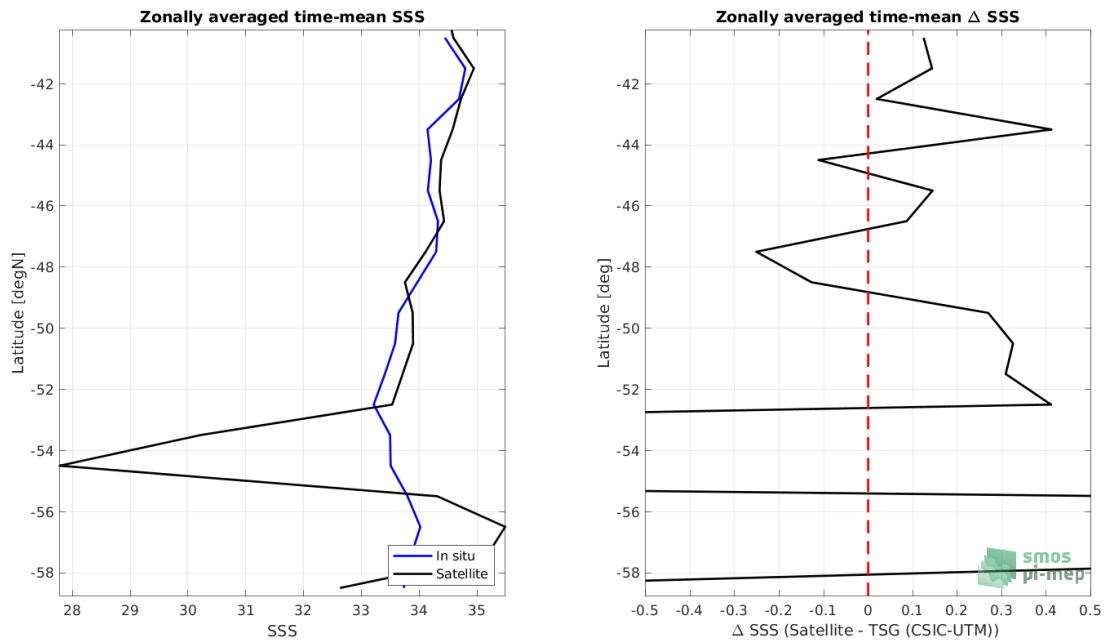 Zonally averaged time-mean SSS
-42
-44
-46
-48
-50
-52
-54
-56
-58
Latitude [degN]
28 29 30 31 32 33 34 35
SSS
In situ
Satellite
Zonally averaged time-mean Δ SSS
-42
-44
-46
-48
-50
-52
-54
-56
-58
Latitude [deg]
-0.5 -0.4 -0.3 -0.2 -0.1 0 0.1 0.2 0.3 0.4 0.5
Δ SSS (Satellite - TSG (CSIC-UTM))
smos
pi-mep